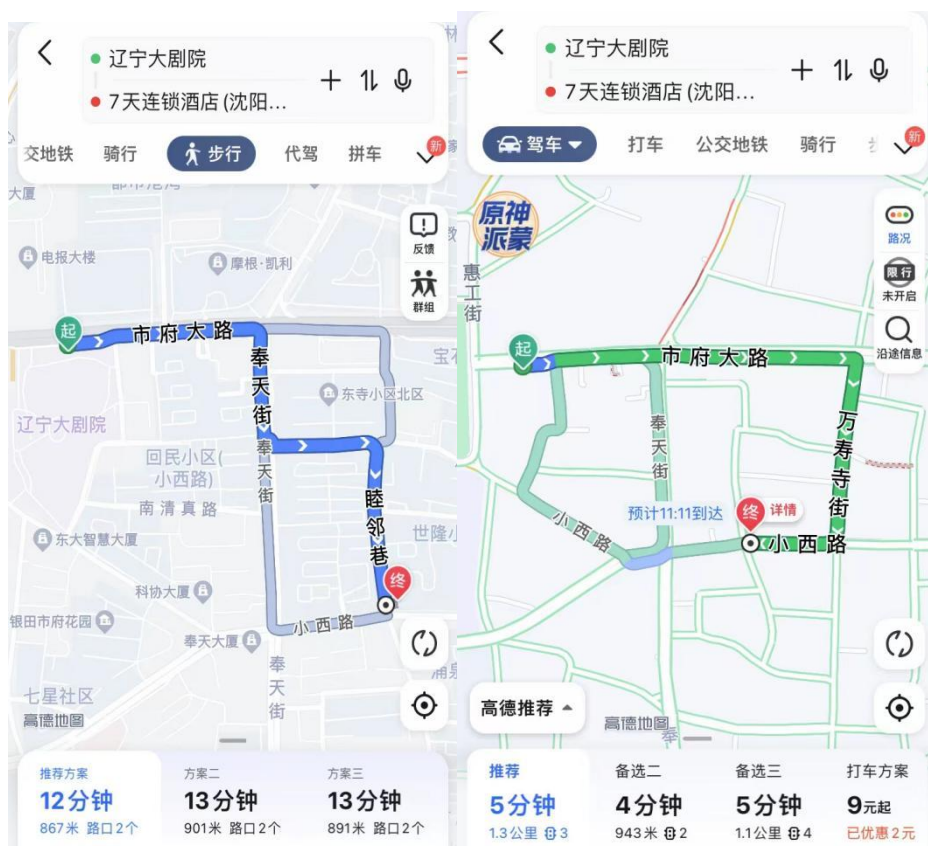 辽宁大剧院
7天连锁酒店(沈阳...
交地铁 骑行 步行 代驾 拼车 新
大厦
电报大楼
摩根·凯利
反馈
群组
起
市府大路
奉天街
东寺小区北区
辽宁大剧院
回民小区(
小西路)
奉天街
南清真路
睦邻巷
东大智慧大厦
科协大厦
终
银田市府花园
小西路
奉天大厦
奉天街
七星社区
高德地图
推荐方案 方案二 方案三
12分钟 13分钟 13分钟
867米 路口2个 901米 路口2个 891米 路口2个
辽宁大剧院
7天连锁酒店(沈阳...
驾车 打车 公交地铁 骑行 新
原神
派蒙
路况
惠工街
限行
未开启
沿途信息
起
市府大路
奉天街
万寿寺街
预计11:11到达
终 详情
小西路
小西路
高德推荐
高德地图
奉
推荐 备选二 备选三 打车方案
5分钟 4分钟 5分钟 9元起
1.3公里 3 943米 2 1.1公里 4 已优惠2元